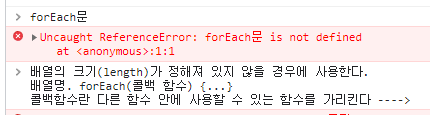 forEach문
Uncaught ReferenceError: forEach문 is not defined
at <anonymous>:1:1
배열의 크기(length)가 정해져 있지 않을 경우에 사용한다.
배열명. forEach(콜백 함수) {...}
콜백함수란 다른 함수 안에 사용할 수 있는 함수를 가리킨다 ---->